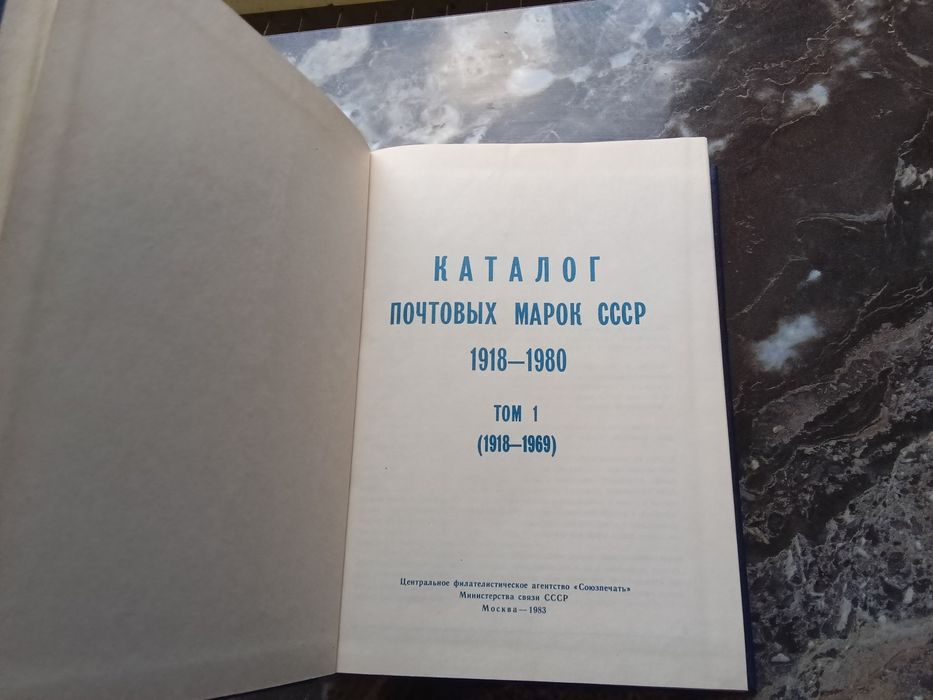 КАТАЛОГ
ПОЧТОВЫХ МАРОК СССР
1918—1980
ТОМ 1
(1918—1969)
Центральное филателистическое агентство «Союзпечать»
Министерства связи СССР
Москва — 1983